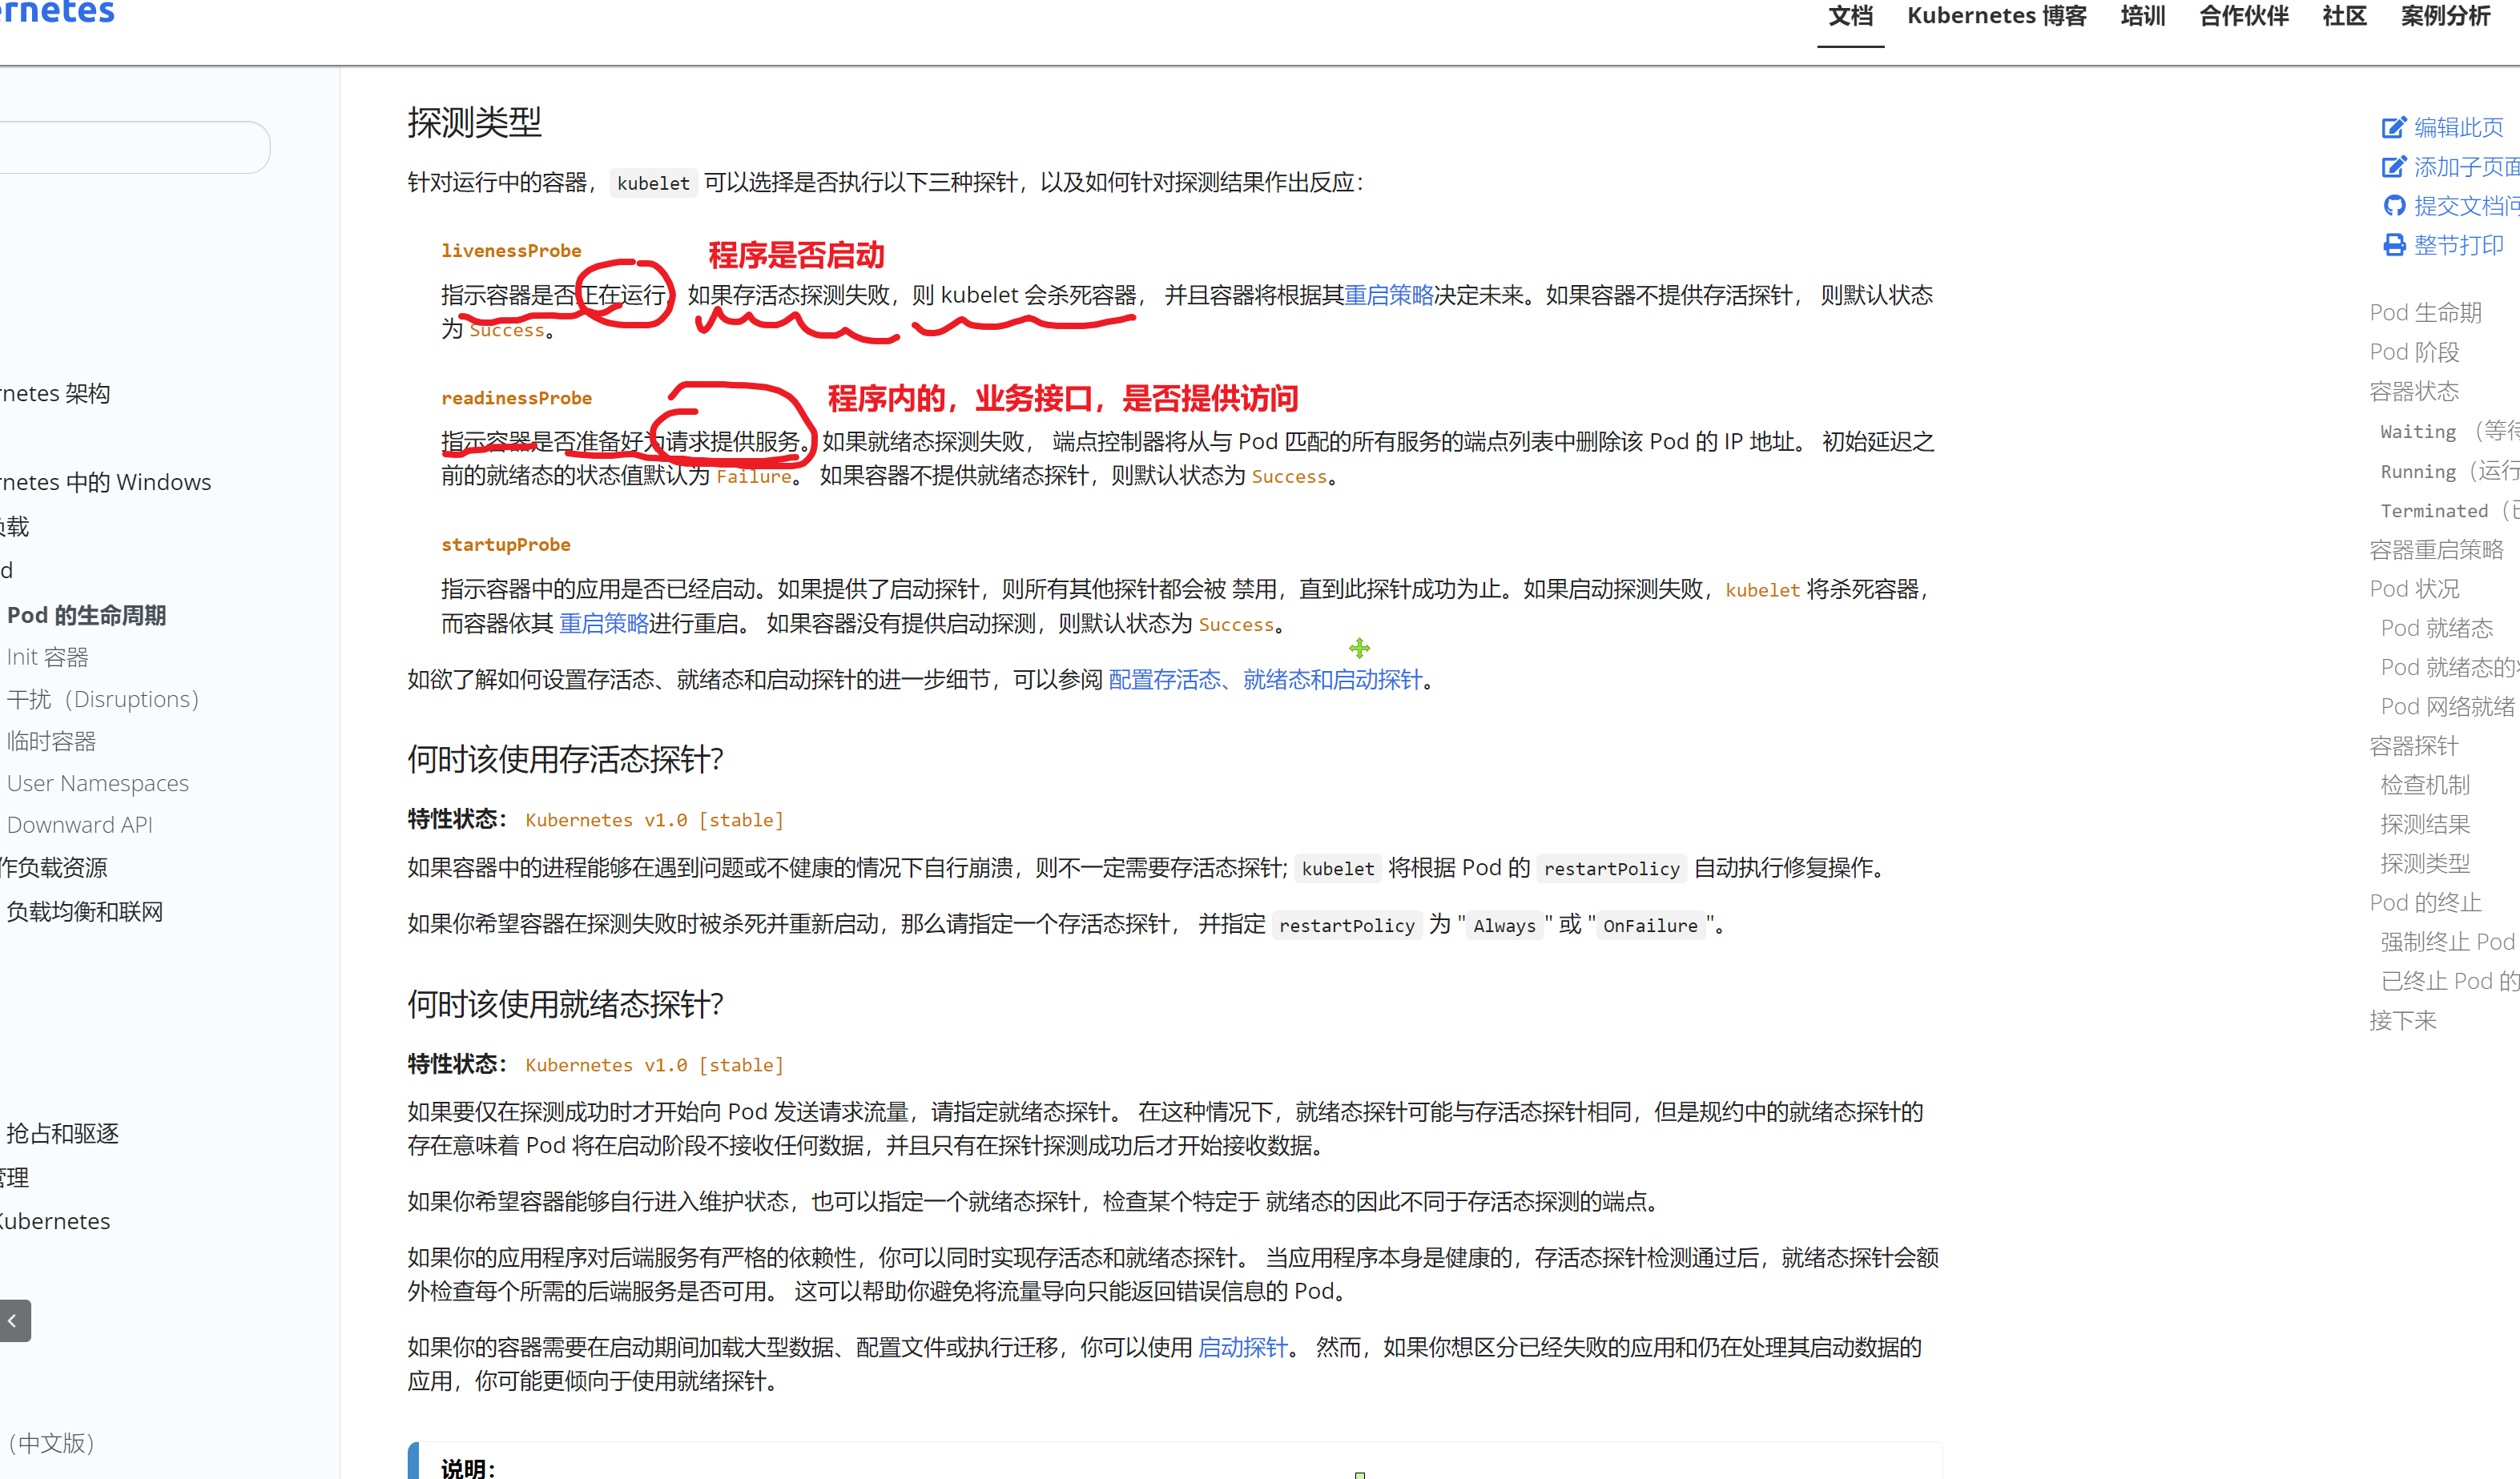 ernetes
文档 Kubernetes 博客 培训 合作伙伴 社区 案例分析
rnetes 架构
rnetes 中的 Windows
负载
d
Pod 的生命周期
Init 容器
干扰（Disruptions）
临时容器
User Namespaces
Downward API
作负载资源
负载均衡和联网
抢占和驱逐
管理
Kubernetes
（中文版）
探测类型
针对运行中的容器，kubelet 可以选择是否执行以下三种探针，以及如何针对探测结果作出反应：
livenessProbe
程序是否启动
指示容器是否正在运行。如果存活态探测失败，则 kubelet 会杀死容器， 并且容器将根据其重启策略决定未来。如果容器不提供存活探针， 则默认状态
为 Success。
readinessProbe
程序内的，业务接口，是否提供访问
指示容器是否准备好为请求提供服务。如果就绪态探测失败， 端点控制器将从与 Pod 匹配的所有服务的端点列表中删除该 Pod 的 IP 地址。 初始延迟之
前的就绪态的状态值默认为 Failure。 如果容器不提供就绪态探针，则默认状态为 Success。
startupProbe
指示容器中的应用是否已经启动。如果提供了启动探针，则所有其他探针都会被 禁用，直到此探针成功为止。如果启动探测失败，kubelet 将杀死容器，
而容器依其 重启策略进行重启。 如果容器没有提供启动探测，则默认状态为 Success。
如欲了解如何设置存活态、就绪态和启动探针的进一步细节，可以参阅 配置存活态、就绪态和启动探针。
何时该使用存活态探针?
特性状态： Kubernetes v1.0 [stable]
如果容器中的进程能够在遇到问题或不健康的情况下自行崩溃，则不一定需要存活态探针; kubelet 将根据 Pod 的 restartPolicy 自动执行修复操作。
如果你希望容器在探测失败时被杀死并重新启动，那么请指定一个存活态探针， 并指定 restartPolicy 为 "Always" 或 "OnFailure"。
何时该使用就绪态探针?
特性状态： Kubernetes v1.0 [stable]
如果要仅在探测成功时才开始向 Pod 发送请求流量，请指定就绪态探针。 在这种情况下，就绪态探针可能与存活态探针相同，但是规约中的就绪态探针的
存在意味着 Pod 将在启动阶段不接收任何数据，并且只有在探针探测成功后才开始接收数据。
如果你希望容器能够自行进入维护状态，也可以指定一个就绪态探针，检查某个特定于 就绪态的因此不同于存活态探测的端点。
如果你的应用程序对后端服务有严格的依赖性，你可以同时实现存活态和就绪态探针。 当应用程序本身是健康的，存活态探针检测通过后，就绪态探针会额
外检查每个所需的后端服务是否可用。 这可以帮助你避免将流量导向只能返回错误信息的 Pod。
如果你的容器需要在启动期间加载大型数据、配置文件或执行迁移，你可以使用 启动探针。 然而，如果你想区分已经失败的应用和仍在处理其启动数据的
应用，你可能更倾向于使用就绪探针。
说明：
编辑此页
添加子页面
提交文档问
整节打印
Pod 生命期
Pod 阶段
容器状态
Waiting （等待
Running（运行
Terminated（已
容器重启策略
Pod 状况
Pod 就绪态
Pod 就绪态的
Pod 网络就绪
容器探针
检查机制
探测结果
探测类型
Pod 的终止
强制终止 Pod
已终止 Pod 的
接下来